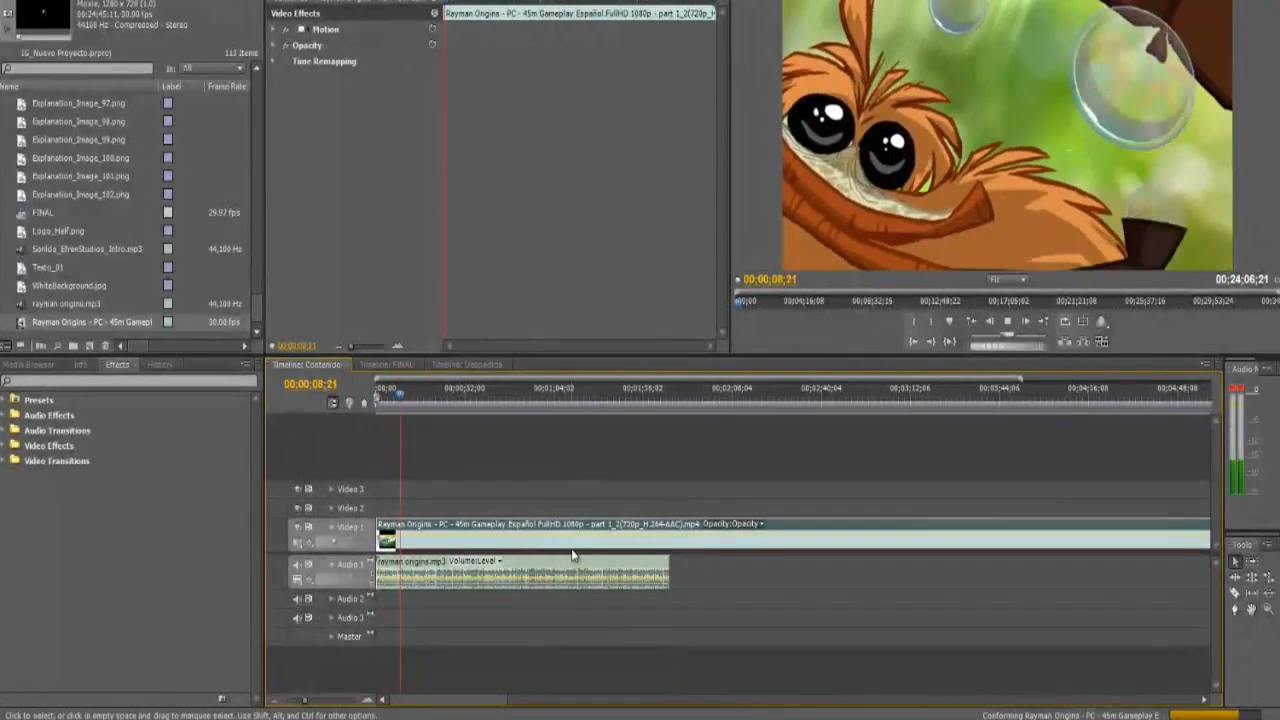 Movie, 1280 x 720 (1.0)
00:24:45:11, 30.00 fps
44100 Hz - Compressed - Stereo
IG_Nuevo Proyecto.prproj
113 Items
In: All
Name Label Frame Rate
Explanation_Image_97.png
Explanation_Image_98.png
Explanation_Image_99.png
Explanation_Image_100.png
Explanation_Image_101.png
Explanation_Image_102.png
FINAL 29.97 fps
Logo_Half.png
Sonido_EfrenStudios_Intro.mp3 44,100 Hz
Texto_01
WhiteBackground.jpg
rayman origins.mp3 44,100 Hz
Rayman Origins - PC - 45m Gamepl 30.00 fps
Video Effects
Rayman Origins - PC - 45m Gameplay Español FullHD 1080p - part 1_2(720p_H
Motion
Opacity
Time Remapping
00;00;08;21
00;00;08;21
Fit
00;24;06;21
00;00 00;04;16;08 00;08;32;16 00;12;48;22 00;17;05;02 00;21;21;08 00;25;37;16 00;29;53;24 00;34
Media Browser Info Effects History
Presets
Audio Effects
Audio Transitions
Video Effects
Video Transitions
Timeline: Contenido Timeline: FINAL Timeline: Despedida
00;00;08;21
;00;00 00;00;32;00 00;01;04;02 00;01;36;02 00;02;08;04 00;02;40;04 00;03;12;06 00;03;44;06 00;04;16;08 00;04;48;08
Video 3
Video 2
Video 1
Rayman Origins - PC - 45m Gameplay Español FullHD 1080p - part 1_2(720p_H.264-AAC).mp4 Opacity:Opacity
Audio 1
rayman origins.mp3 Volume:Level
Audio 2
Audio 3
Master
Audio M
0
Tools
Click to select, or click in empty space and drag to marquee select. Use Shift, Alt, and Ctrl for other options.
Conforming Rayman Origins - PC - 45m Gameplay E